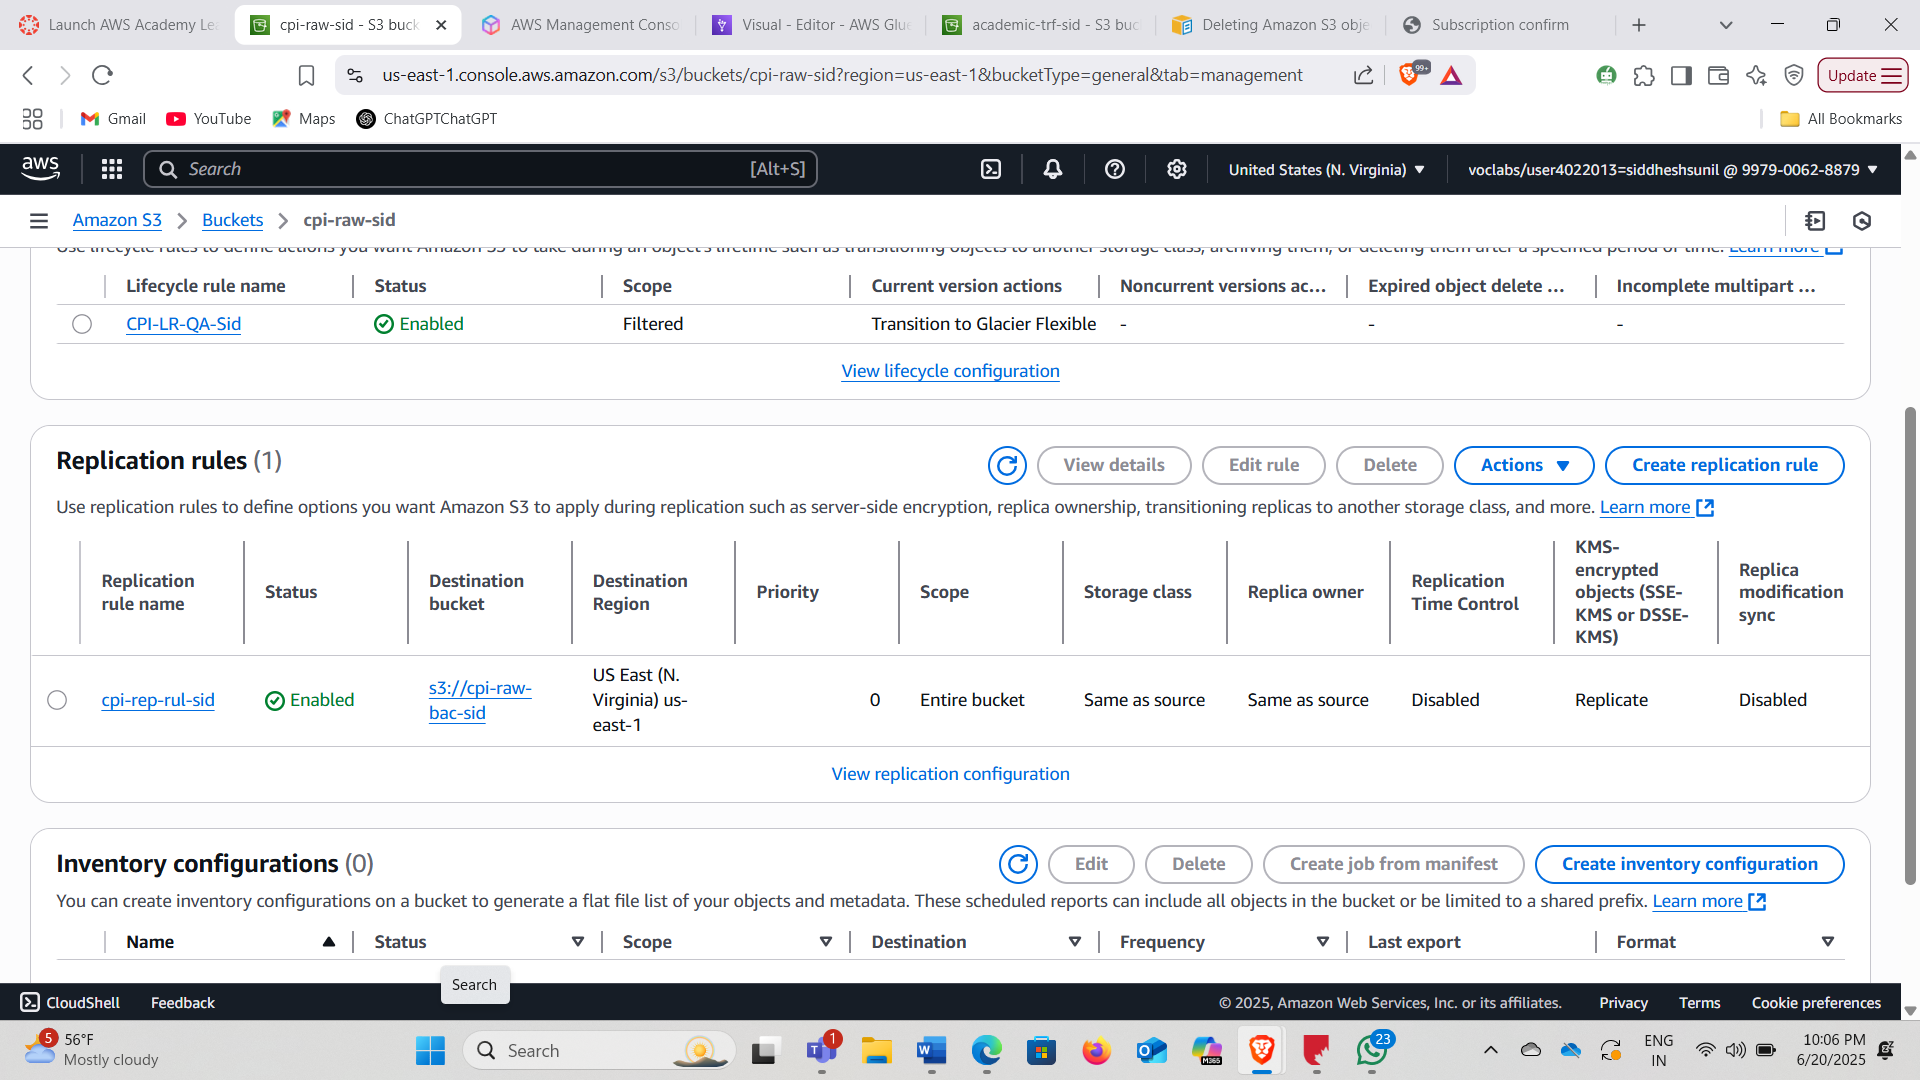 Launch AWS Academy Le
cpi-raw-sid - S3 buck
AWS Management Conso
Visual - Editor - AWS Glue
academic-trf-sid - S3 buc
Deleting Amazon S3 obje
Subscription confirm
us-east-1.console.aws.amazon.com/s3/buckets/cpi-raw-sid?region=us-east-1&bucketType=general&tab=management
99+
Update
Gmail
YouTube
Maps
ChatGPTChatGPT
All Bookmarks
aws
Search
[Alt+S]
United States (N. Virginia)
voclabs/user4022013=siddheshsunil @ 9979-0062-8879
Amazon S3
Buckets
cpi-raw-sid
Use lifecycle rules to define actions you want Amazon S3 to take during an object's lifetime such as transitioning objects to another storage class, archiving them, or deleting them after a specified period of time. Learn more
Lifecycle rule name
Status
Scope
Current version actions
Noncurrent versions ac...
Expired object delete ...
Incomplete multipart ...
CPI-LR-QA-Sid
Enabled
Filtered
Transition to Glacier Flexible
-
-
-
View lifecycle configuration
Replication rules (1)
View details
Edit rule
Delete
Actions
Create replication rule
Use replication rules to define options you want Amazon S3 to apply during replication such as server-side encryption, replica ownership, transitioning replicas to another storage class, and more. Learn more
Replication
rule name
Status
Destination
bucket
Destination
Region
Priority
Scope
Storage class
Replica owner
Replication
Time Control
KMS-
encrypted
objects (SSE-
KMS or DSSE-
KMS)
Replica
modification
sync
cpi-rep-rul-sid
Enabled
s3://cpi-raw-
bac-sid
US East (N.
Virginia) us-
east-1
0
Entire bucket
Same as source
Same as source
Disabled
Replicate
Disabled
View replication configuration
Inventory configurations (0)
Edit
Delete
Create job from manifest
Create inventory configuration
You can create inventory configurations on a bucket to generate a flat file list of your objects and metadata. These scheduled reports can include all objects in the bucket or be limited to a shared prefix. Learn more
Name
Status
Scope
Destination
Frequency
Last export
Format
Search
CloudShell
Feedback
© 2025, Amazon Web Services, Inc. or its affiliates.
Privacy
Terms
Cookie preferences
5
56°F
Mostly cloudy
Search
1
M365
23
ENG
IN
10:06 PM
6/20/2025